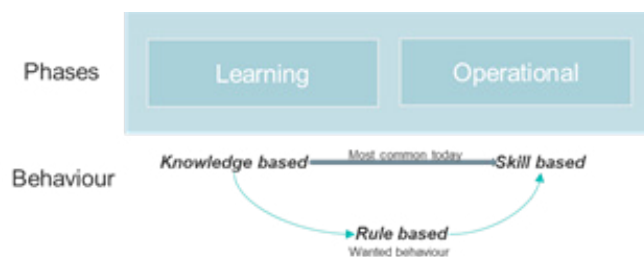 Phases
Learning
Operational
Behaviour
Knowledge based
Most common today
Skill based
Rule based
Wanted behaviour